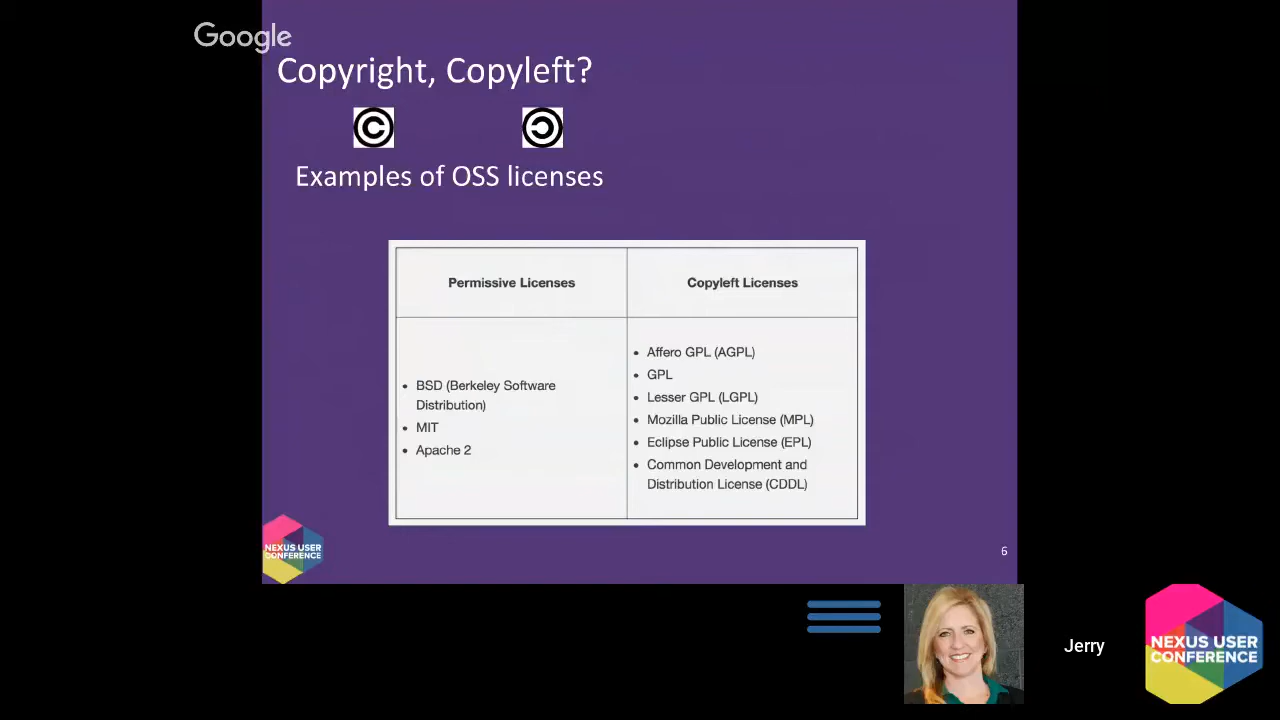 Google
Copyright, Copyleft?
Examples of OSS licenses
Permissive Licenses
Copyleft Licenses
• BSD (Berkeley Software
Distribution)
• MIT
• Apache 2
• Affero GPL (AGPL)
• GPL
• Lesser GPL (LGPL)
• Mozilla Public License (MPL)
• Eclipse Public License (EPL)
• Common Development and
Distribution License (CDDL)
NEXUS USER
CONFERENCE
6
Jerry
NEXUS USER
CONFERENCE